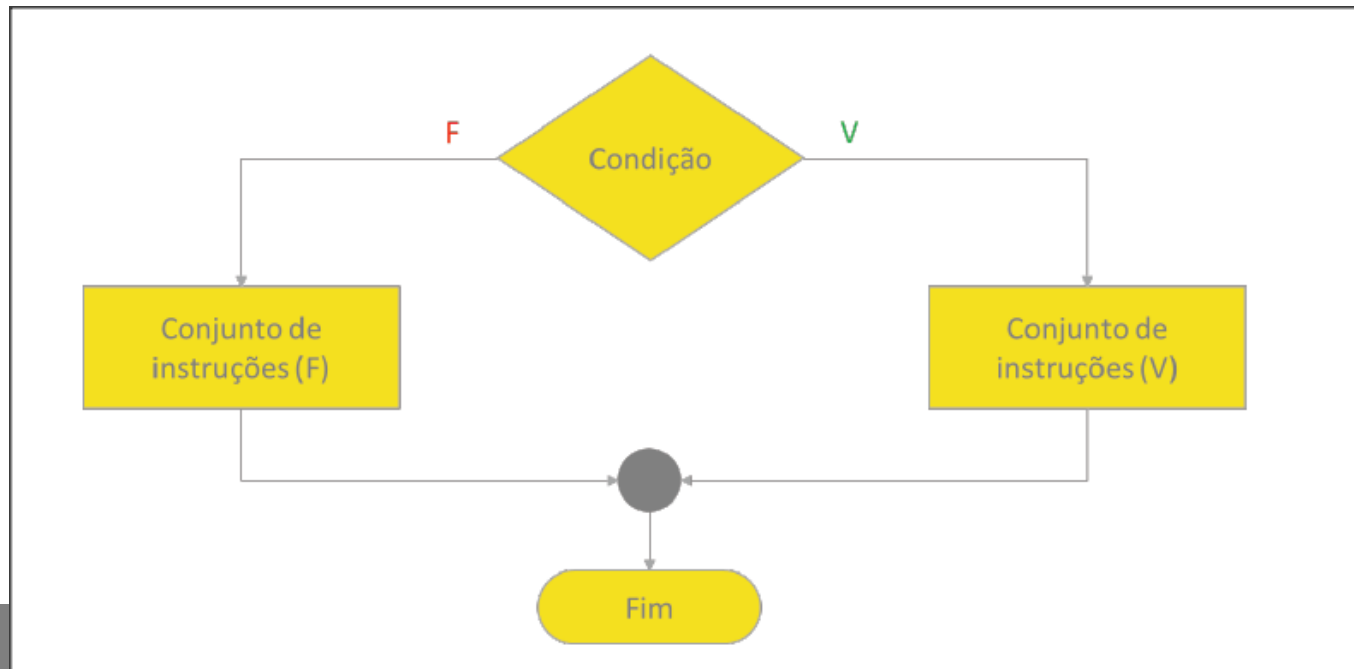 F
V
Condição
Conjunto de
instruções (F)
Conjunto de
instruções (V)
Fim